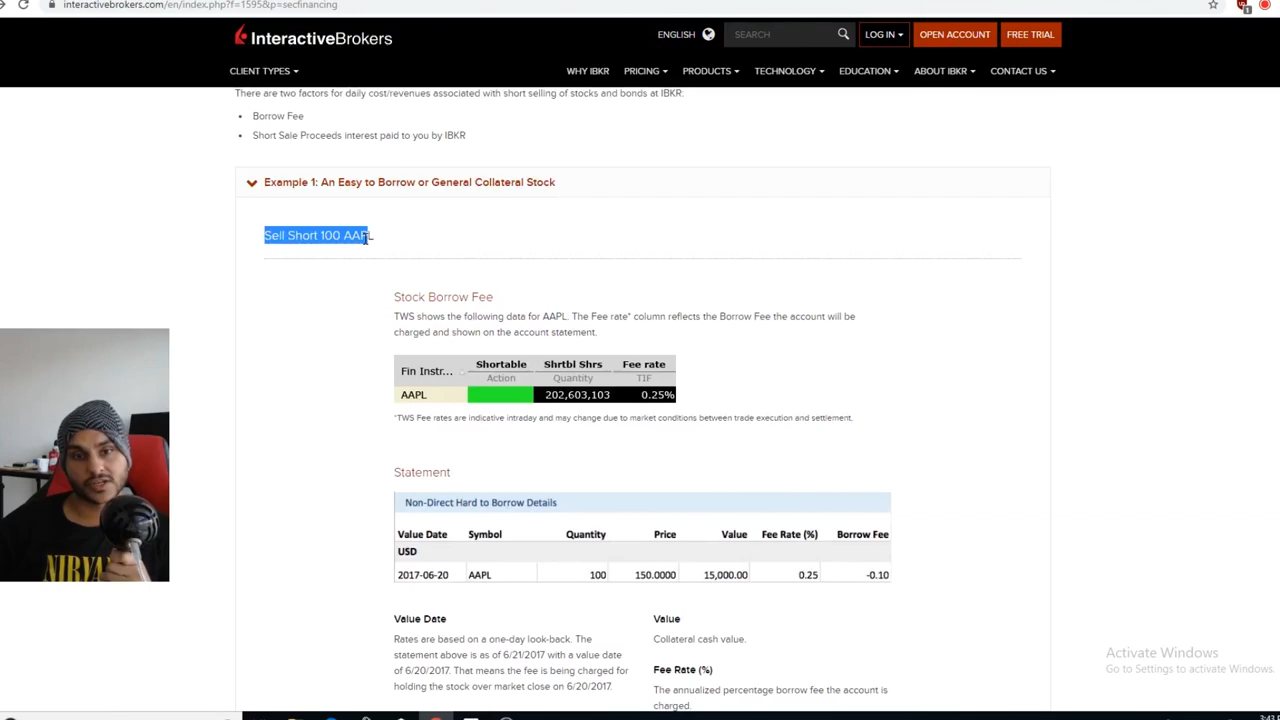 interactivebrokers.com/en/index.php?f=1595&p=secfinancing
InteractiveBrokers
ENGLISH
SEARCH
LOG IN
OPEN ACCOUNT
FREE TRIAL
CLIENT TYPES
WHY IBKR
PRICING
PRODUCTS
TECHNOLOGY
EDUCATION
ABOUT IBKR
CONTACT US
There are two factors for daily cost/revenues associated with short selling of stocks and bonds at IBKR:
• Borrow Fee
• Short Sale Proceeds interest paid to you by IBKR
Example 1: An Easy to Borrow or General Collateral Stock
Sell Short 100 AAPL
Stock Borrow Fee
TWS shows the following data for AAPL. The Fee rate* column reflects the Borrow Fee the account will be
charged and shown on the account statement.
Fin Instr... Shortable Shrtbl Shrs Fee rate
Action Quantity TIF
AAPL 202,603,103 0.25%
*TWS Fee rates are indicative intraday and may change due to market conditions between trade execution and settlement.
Statement
Non-Direct Hard to Borrow Details
Value Date Symbol Quantity Price Value Fee Rate (%) Borrow Fee
USD
2017-06-20 AAPL 100 150.0000 15,000.00 0.25 -0.10
Value Date
Rates are based on a one-day look-back. The
statement above is as of 6/21/2017 with a value date
of 6/20/2017. That means the fee is being charged for
holding the stock over market close on 6/20/2017.
Value
Collateral cash value.
Fee Rate (%)
The annualized percentage borrow fee the account is
charged.
NIRVA
Activate Windows
Go to Settings to activate Windows.